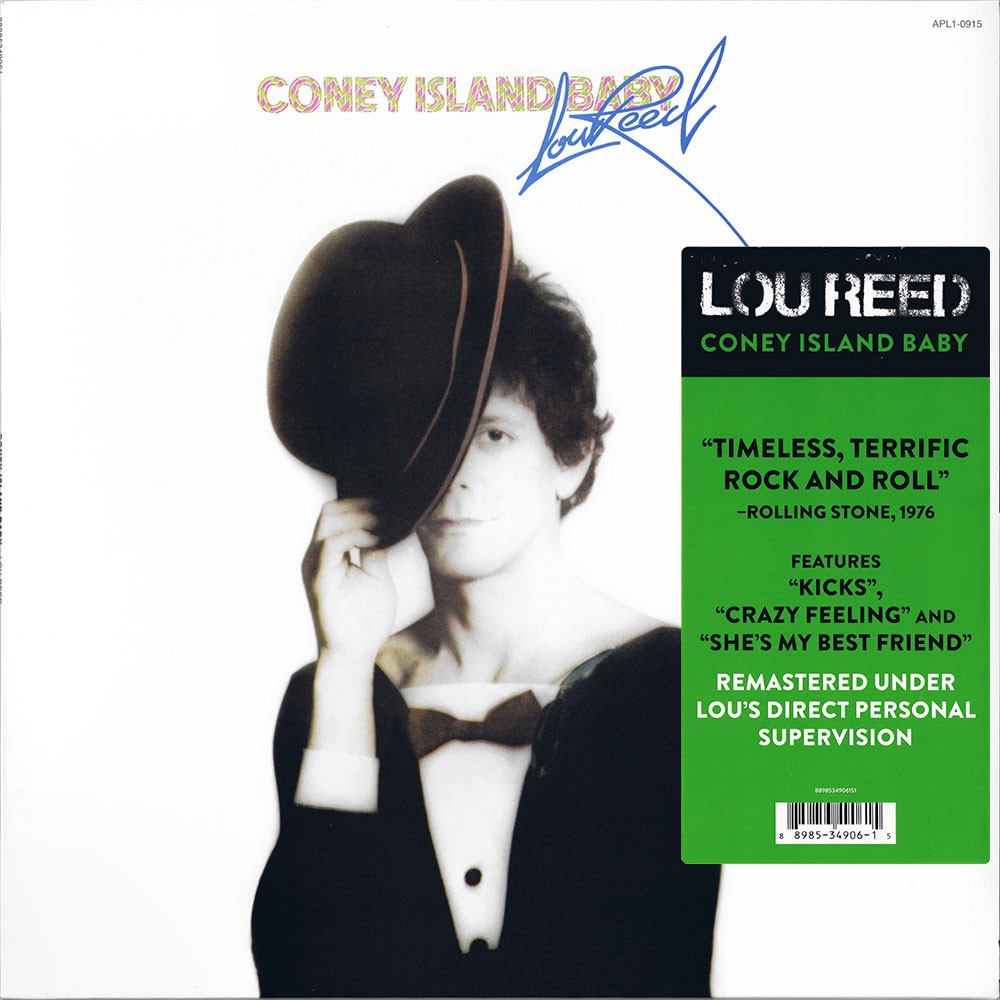 APL1-0915
CONEY ISLAND BABY
Lou Reed
LOU REED
CONEY ISLAND BABY
“TIMELESS, TERRIFIC
ROCK AND ROLL”
–ROLLING STONE, 1976
FEATURES
“KICKS”,
“CRAZY FEELING” AND
“SHE’S MY BEST FRIEND”
REMASTERED UNDER
LOU’S DIRECT PERSONAL
SUPERVISION
88985349061S1
8 8985-34906-1 5